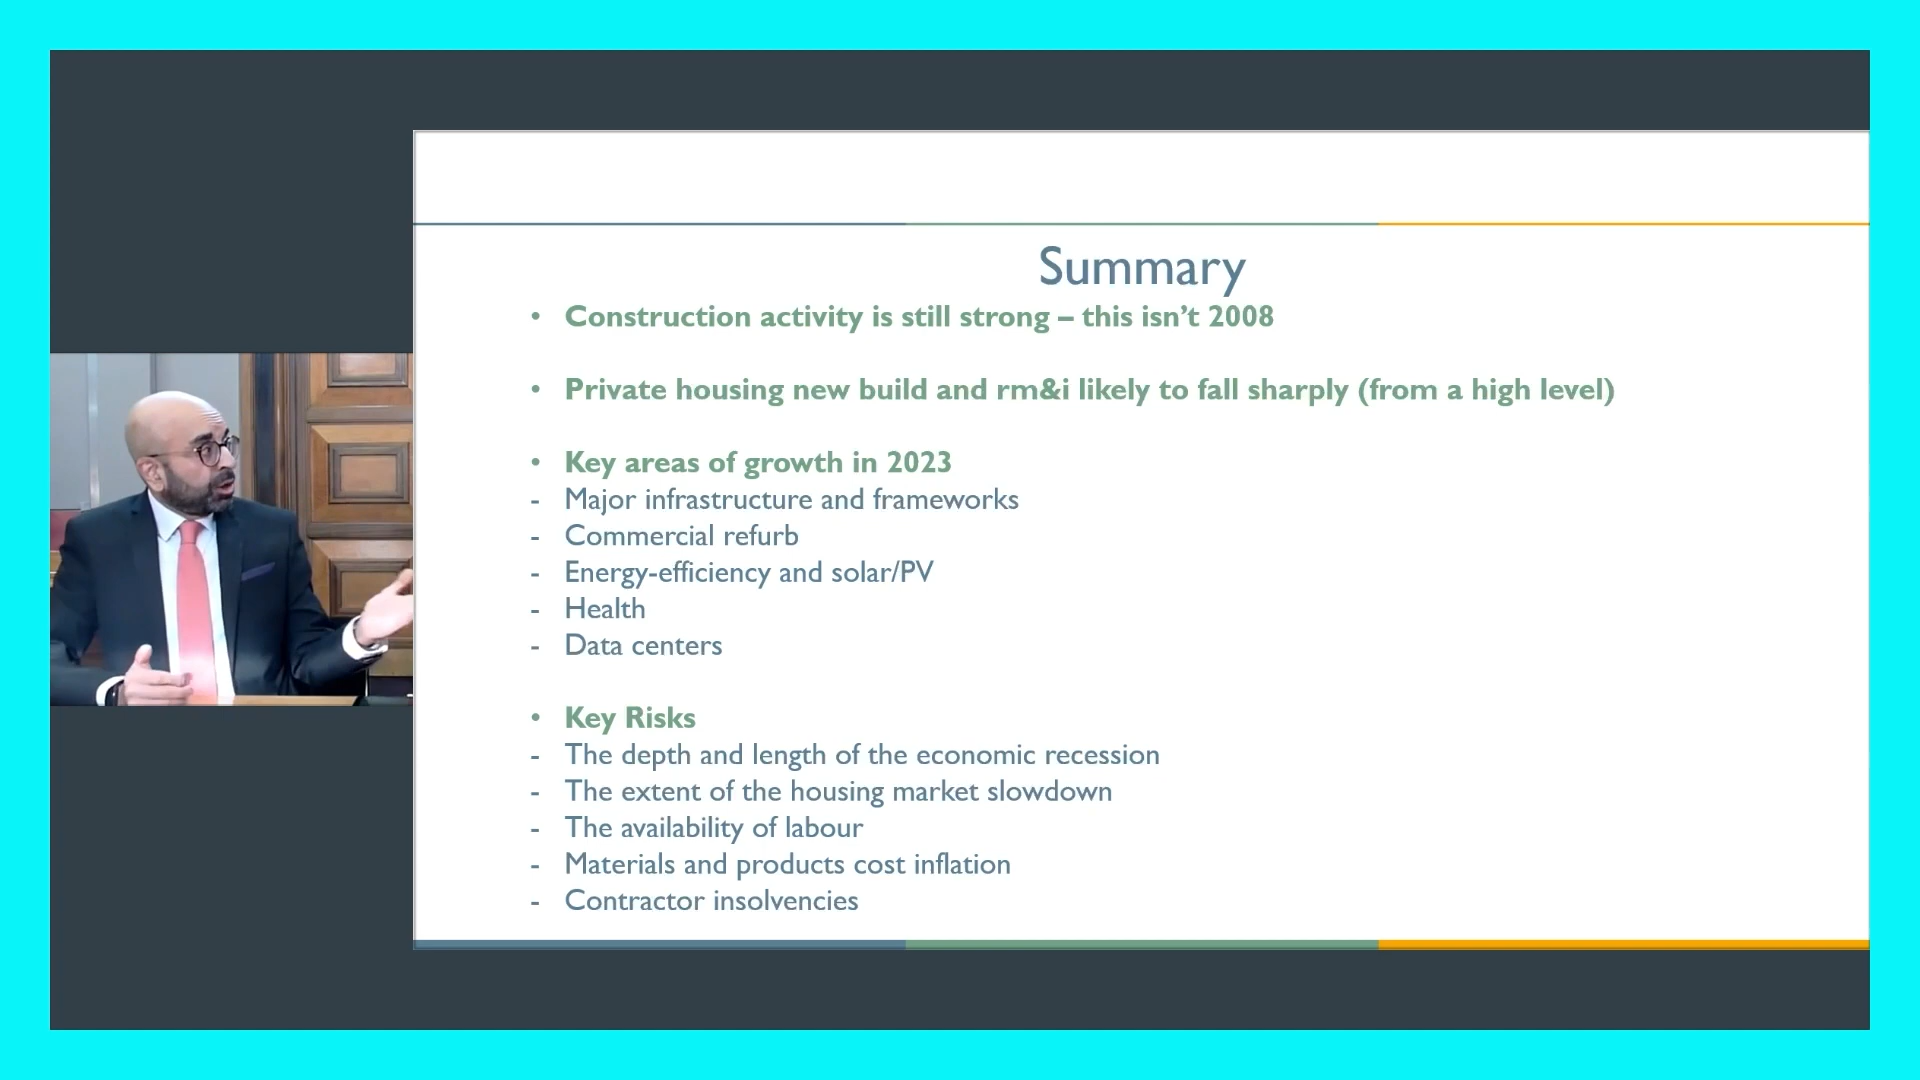 Summary
• Construction activity is still strong – this isn’t 2008
• Private housing new build and rm&i likely to fall sharply (from a high level)
• Key areas of growth in 2023
- Major infrastructure and frameworks
- Commercial refurb
- Energy-efficiency and solar/PV
- Health
- Data centers
• Key Risks
- The depth and length of the economic recession
- The extent of the housing market slowdown
- The availability of labour
- Materials and products cost inflation
- Contractor insolvencies